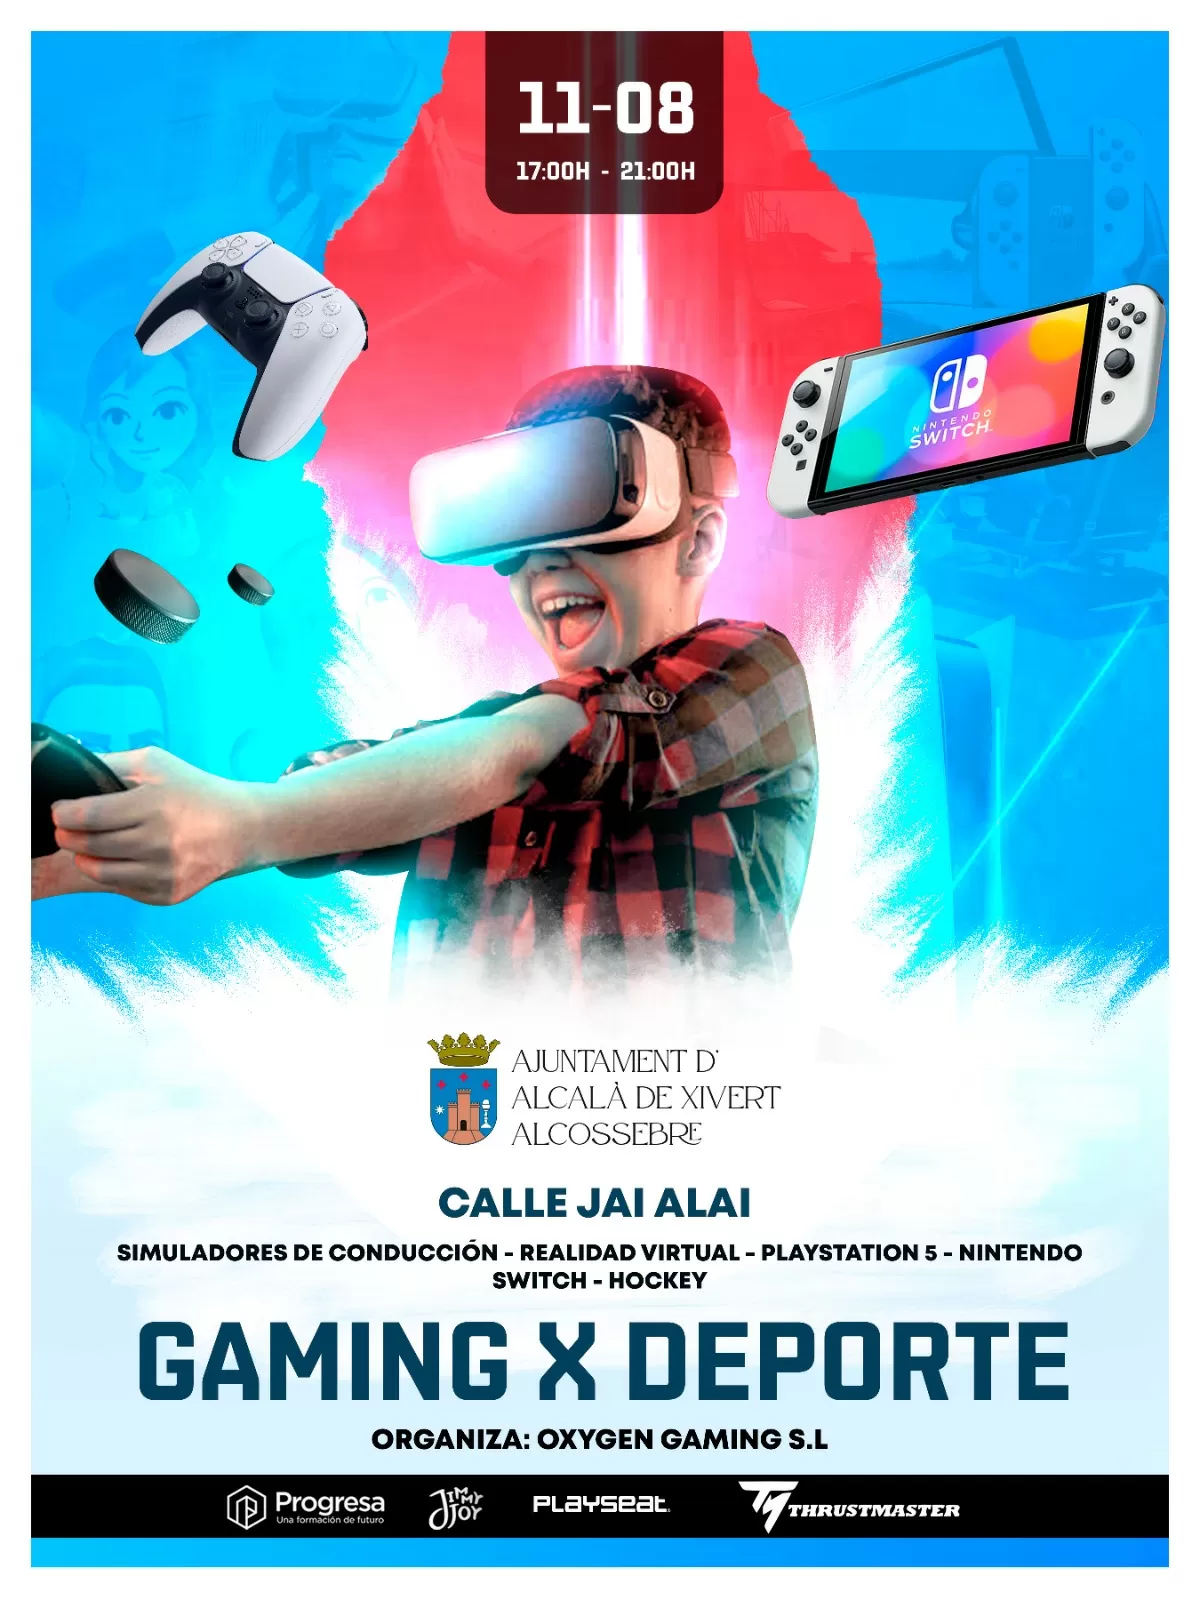 11-08
17:00H - 21:00H
NINTENDO
SWITCH
AJUNTAMENT D'
ALCALÀ DE XIVERT
ALCOSSEBRE
CALLE JAI ALAI
SIMULADORES DE CONDUCCIÓN - REALIDAD VIRTUAL - PLAYSTATION 5 - NINTENDO
SWITCH - HOCKEY
GAMING X DEPORTE
ORGANIZA: OXYGEN GAMING S.L
Progresa
Una formación de futuro
JIMMY
JOY
PLAYSEAT
THRUSTMASTER